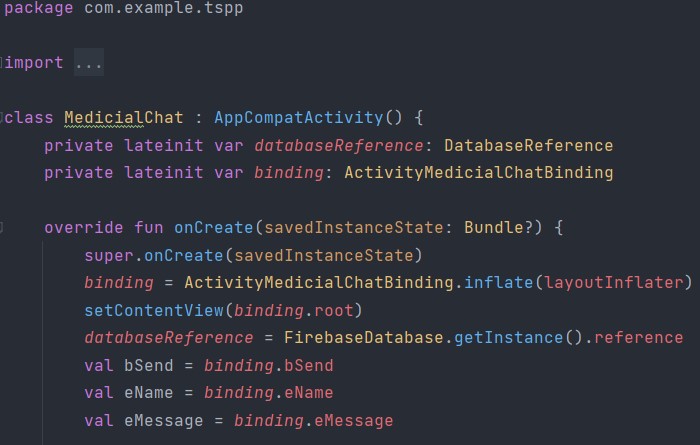 package com.example.tspp
import ...
class MedicialChat : AppCompatActivity() {
private lateinit var databaseReference: DatabaseReference
private lateinit var binding: ActivityMedicialChatBinding
override fun onCreate(savedInstanceState: Bundle?) {
super.onCreate(savedInstanceState)
binding = ActivityMedicialChatBinding.inflate(layoutInflater)
setContentView(binding.root)
databaseReference = FirebaseDatabase.getInstance().reference
val bSend = binding.bSend
val eName = binding.eName
val eMessage = binding.eMessage